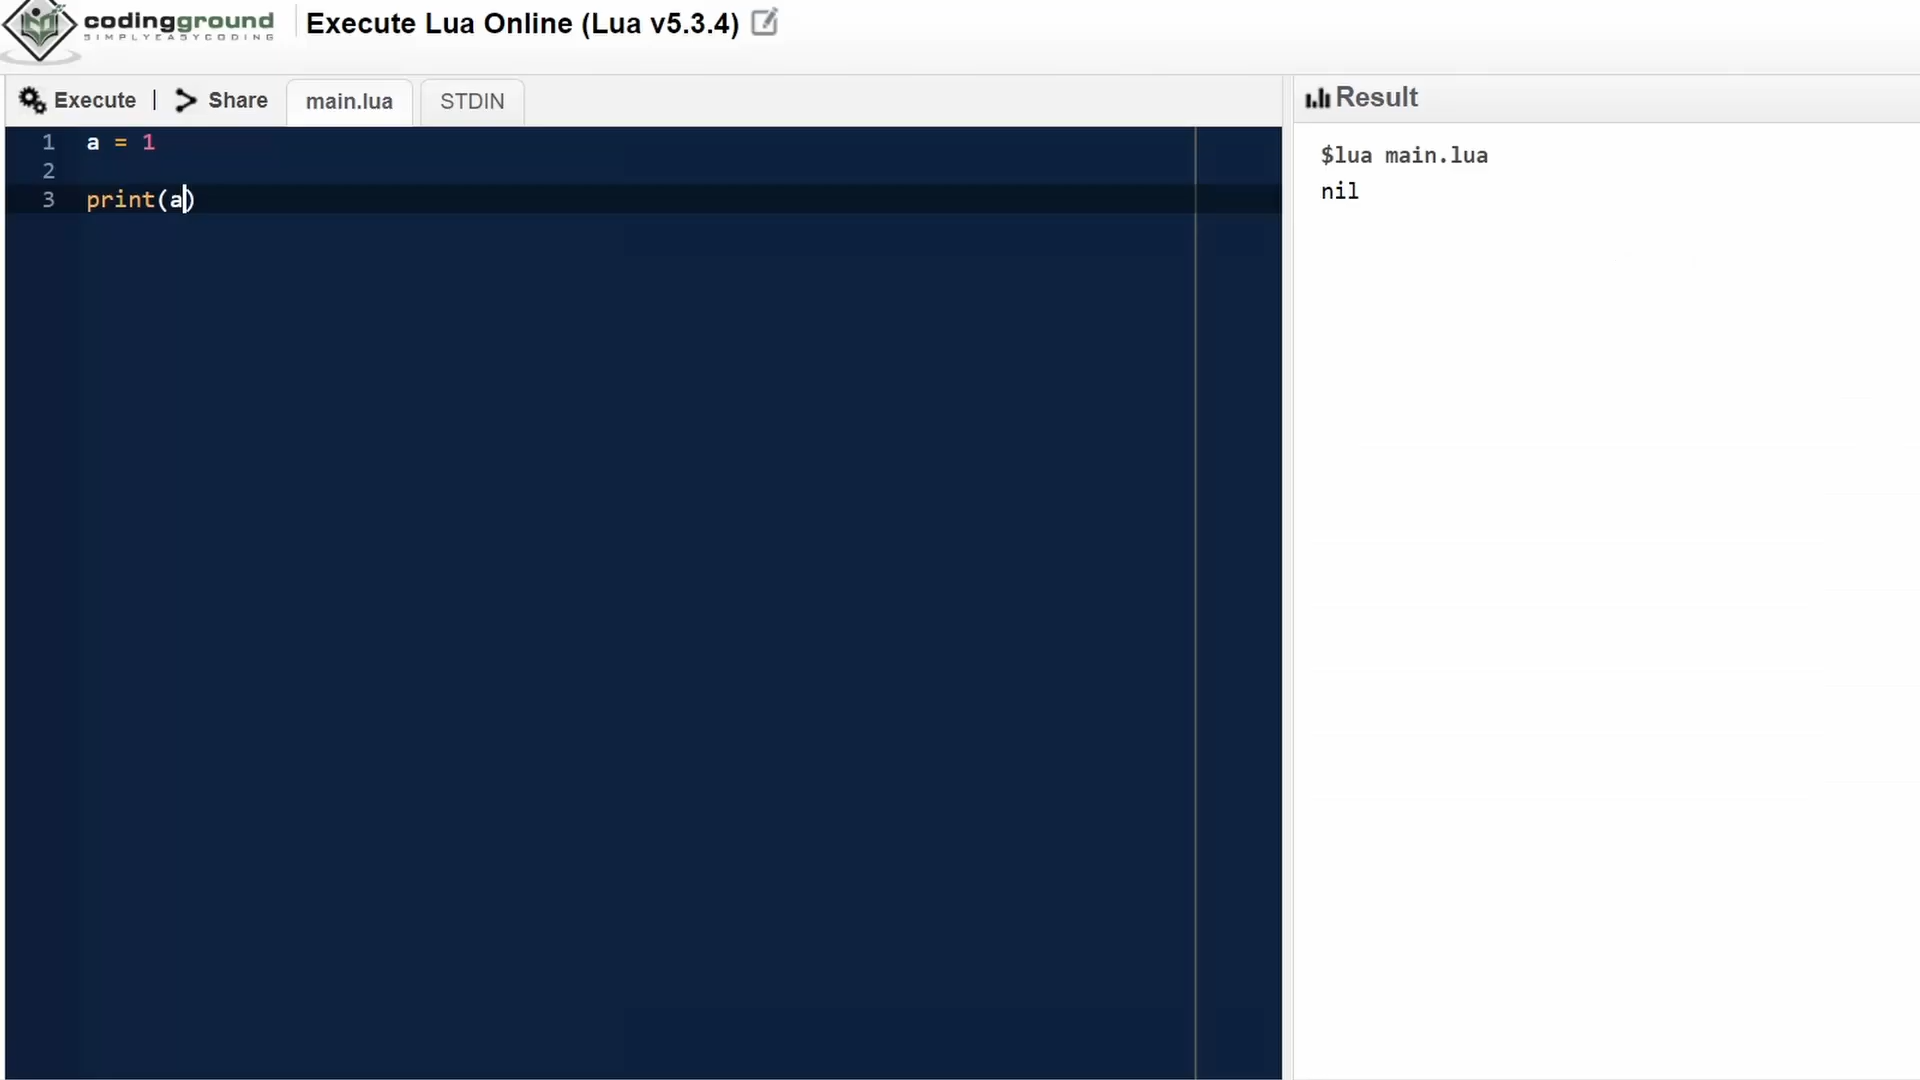 codingground
SIMPLYEASYCODING
Execute Lua Online (Lua v5.3.4)
Execute | Share main.lua STDIN
Result
1 a = 1
2
3 print(a)
$lua main.lua
nil